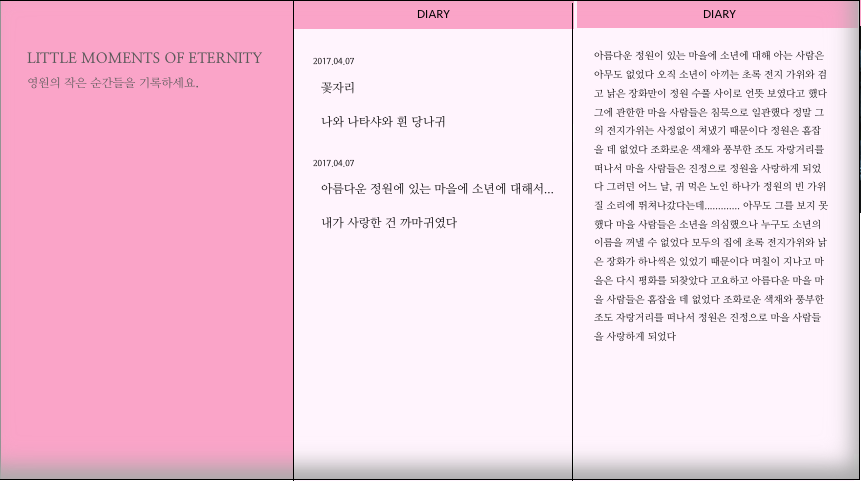 LITTLE MOMENTS OF ETERNITY
영원의 작은 순간들을 기록하세요.
DIARY
2017.04.07
꽃자리
나와 나타샤와 흰 당나귀
2017.04.07
아름다운 정원에 있는 마을에 소년에 대해서...
내가 사랑한 건 까마귀였다
DIARY
아름다운 정원이 있는 마을에 소년에 대해 아는 사람은
아무도 없었다 오직 소년이 아끼는 초록 전지 가위와 검
고 낡은 장화만이 정원 수풀 사이로 언뜻 보였다고 했다
그에 관한한 마을 사람들은 침묵으로 일관했다 정말 그
의 전지가위는 사정없이 쳐냈기 때문이다 정원은 흠잡
을 데 없었다 조화로운 색채와 풍부한 조도 자랑거리를
떠나서 마을 사람들은 진정으로 정원을 사랑하게 되었
다 그러던 어느 날, 귀 먹은 노인 하나가 정원의 빈 가위
질 소리에 뛰쳐나갔다는데............. 아무도 그를 보지 못
했다 마을 사람들은 소년을 의심했으나 누구도 소년의
이름을 꺼낼 수 없었다 모두의 집에 초록 전지가위와 낡
은 장화가 하나씩은 있었기 때문이다 며칠이 지나고 마
을은 다시 평화를 되찾았다 고요하고 아름다운 마을 마
을 사람들은 흠잡을 데 없었다 조화로운 색채와 풍부한
조도 자랑거리를 떠나서 정원은 진정으로 마을 사람들
을 사랑하게 되었다